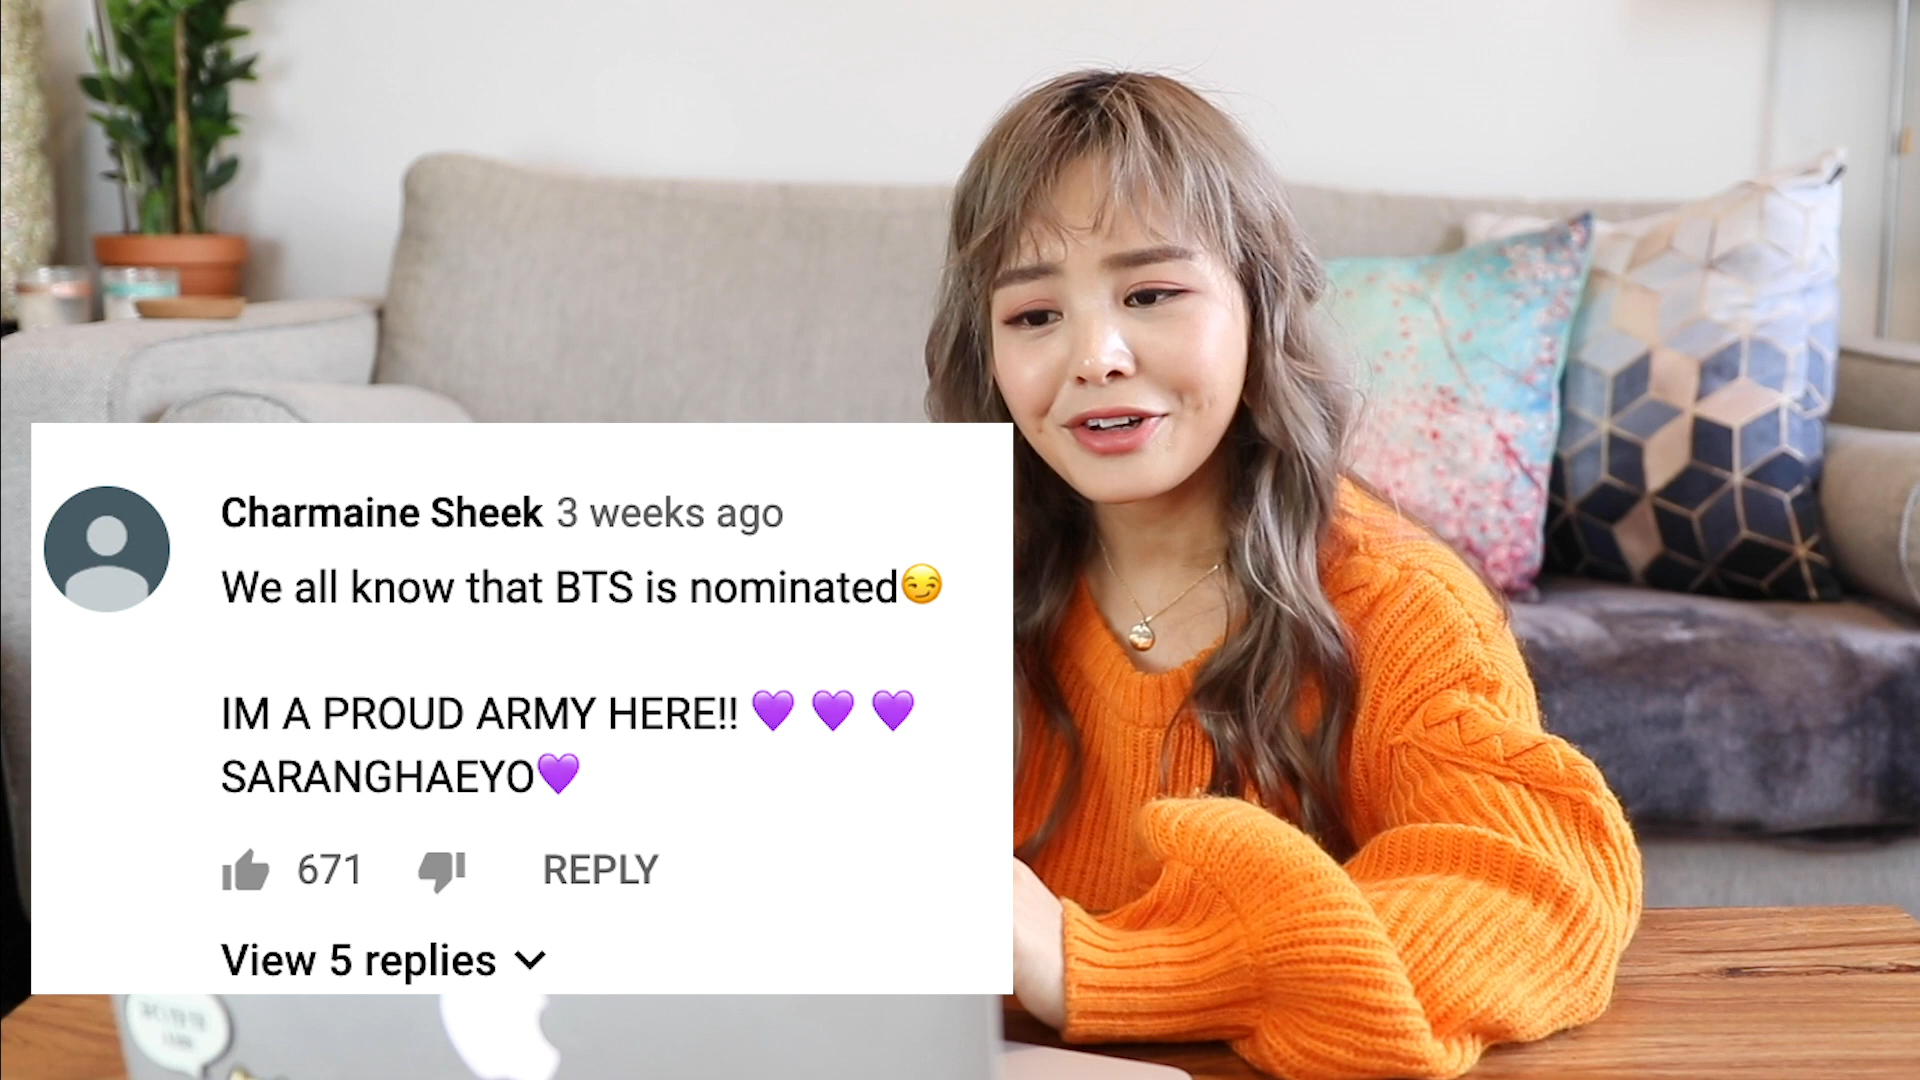 Charmaine Sheek 3 weeks ago
We all know that BTS is nominated😏
IM A PROUD ARMY HERE!! 💜 💜 💜
SARANGHAEYO💜
671 REPLY
View 5 replies